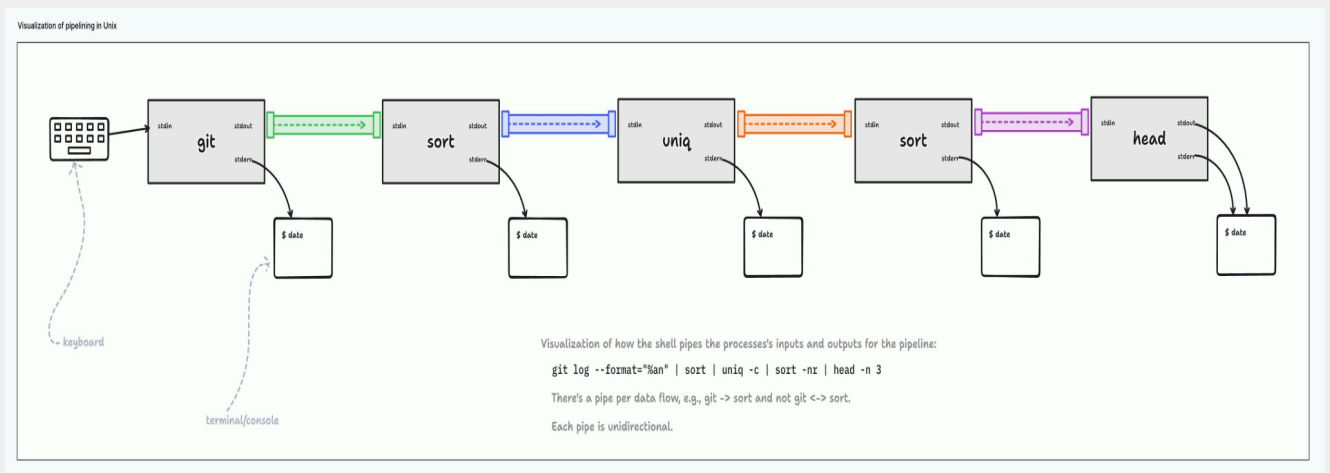 Visualization of pipelining in Unix
stdin stdout stdin stdout stdin stdout stdin stdout stdin stdout
git sort uniq sort head
stderr stderr stderr stderr stderr
$ date $ date $ date $ date $ date
keyboard
Visualization of how the shell pipes the processes's inputs and outputs for the pipeline:
git log --format="%an" | sort | uniq -c | sort -nr | head -n 3
There's a pipe per data flow, e.g., git -> sort and not git <-> sort.
terminal/console
Each pipe is unidirectional.